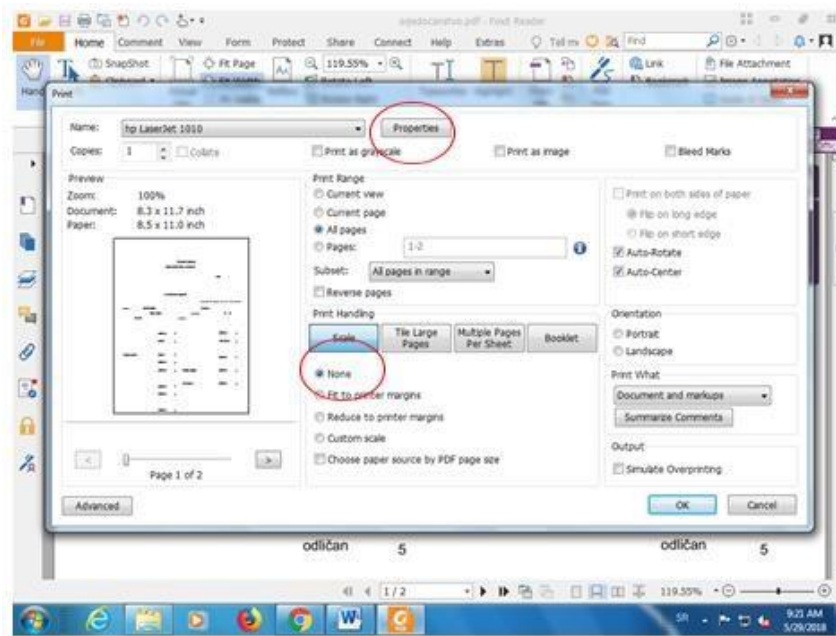 File Home Comment View Form Protect Share Connect Help Extras Find
SnapShot Fit Page 119.55% Link File Attachment
Hand
Print
Name: hp LaserJet 1010 Properties
Copies: 1 Collate Print as grayscale Print as image Bleed Marks
Preview
Zoom: 100%
Document: 8.3 x 11.7 inch
Paper: 8.5 x 11.0 inch
Page 1 of 2
Print Range
Current view
Current page
All pages
Pages: 1-2
Subset: All pages in range
Reverse pages
Print on both sides of paper
Flip on long edge
Flip on short edge
Auto-Rotate
Auto-Center
Print Handling
Scale Tile Large Pages Multiple Pages Per Sheet Booklet
None
Fit to printer margins
Reduce to printer margins
Custom scale
Choose paper source by PDF page size
Orientation
Portrait
Landscape
Print What
Document and markups
Summarize Comments
Output
Simulate Overprinting
Advanced OK Cancel
odličan 5 odličan 5
1 / 2 119.55%
SR 9:21 AM
5/29/2018